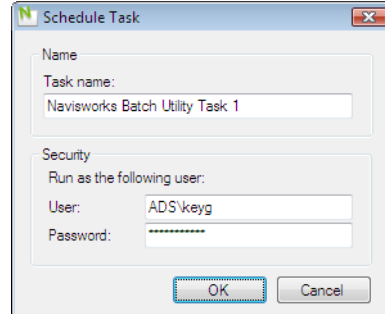 Schedule Task
Name
Task name:
Navisworks Batch Utility Task 1
Security
Run as the following user:
User: ADS\keyg
Password: ••••••••••••
OK Cancel